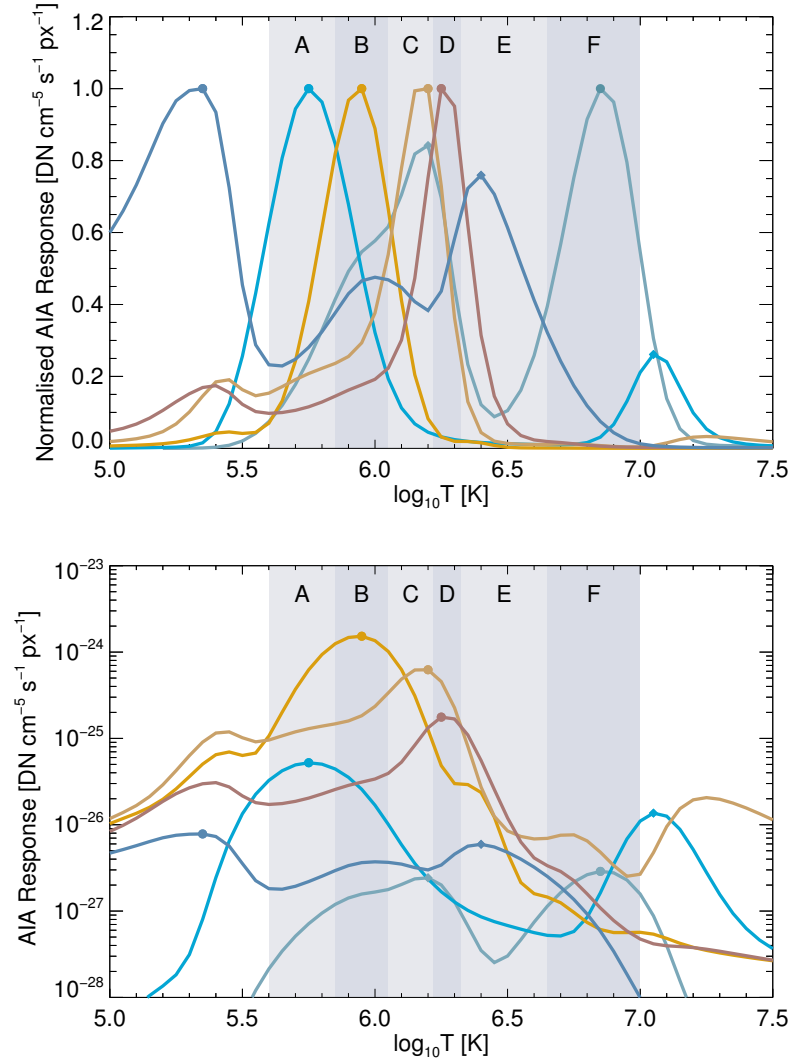 Normalised AIA Response [DN cm⁻⁵ s⁻¹ px⁻¹]
1.2
1.0
0.8
0.6
0.4
0.2
0.0
A B C D E F
5.0 5.5 6.0 6.5 7.0 7.5
log₁₀T [K]
AIA Response [DN cm⁻⁵ s⁻¹ px⁻¹]
10⁻²³
10⁻²⁴
10⁻²⁵
10⁻²⁶
10⁻²⁷
10⁻²⁸
A B C D E F
5.0 5.5 6.0 6.5 7.0 7.5
log₁₀T [K]